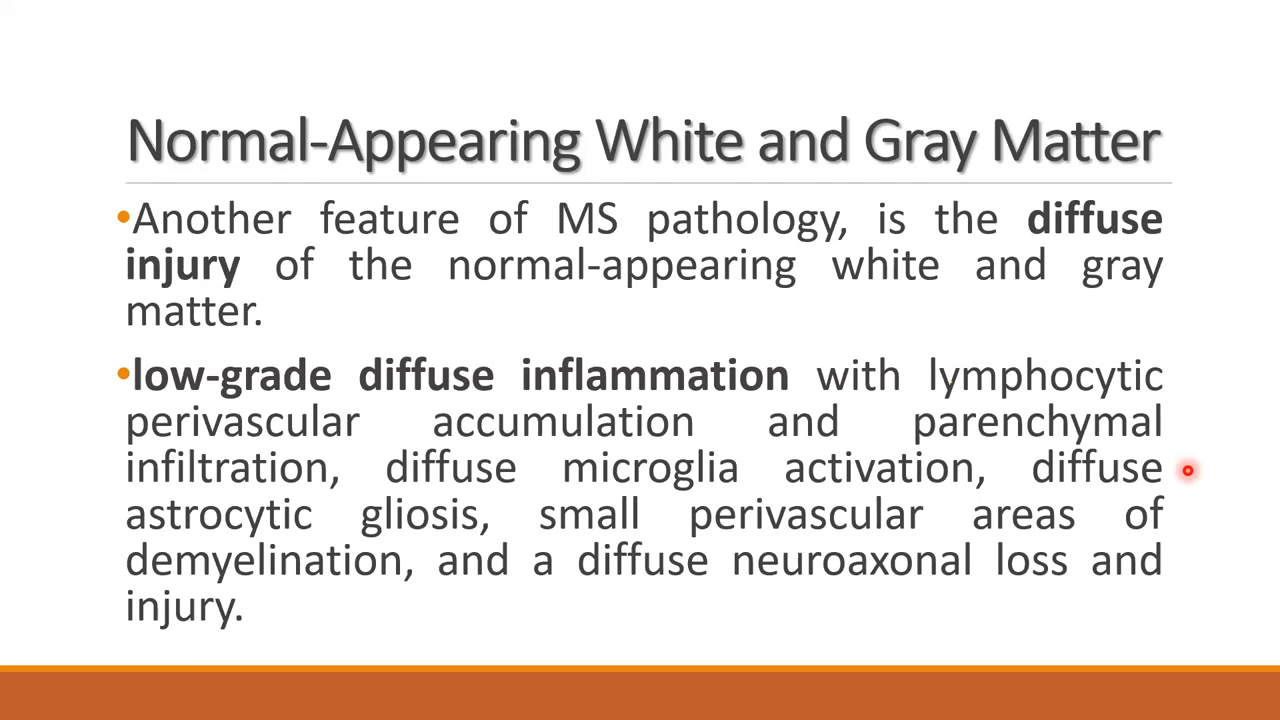 Normal-Appearing White and Gray Matter
•Another feature of MS pathology, is the diffuse
injury of the normal-appearing white and gray
matter.
•low-grade diffuse inflammation with lymphocytic
perivascular accumulation and parenchymal
infiltration, diffuse microglia activation, diffuse
astrocytic gliosis, small perivascular areas of
demyelination, and a diffuse neuroaxonal loss and
injury.